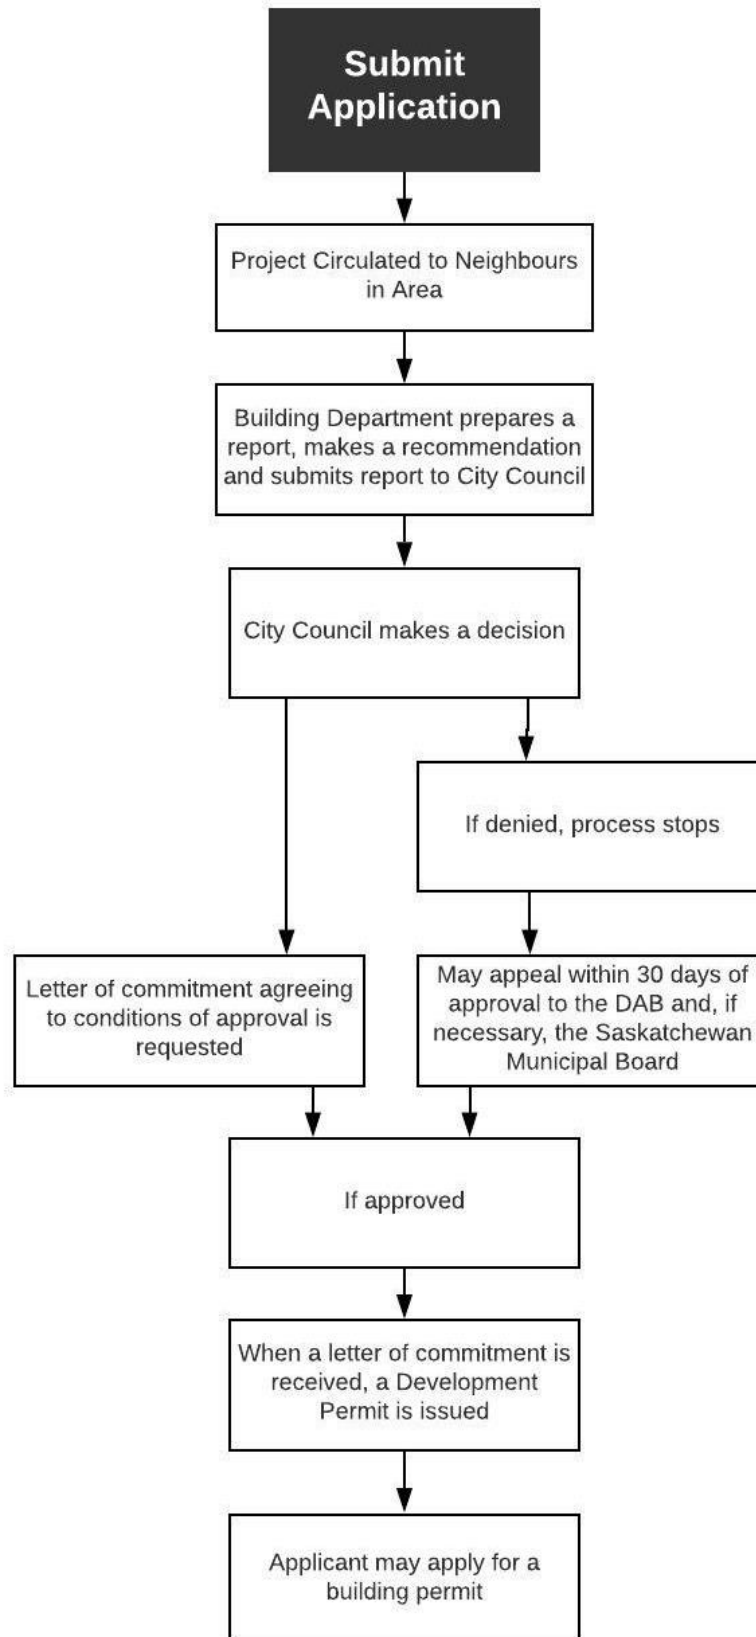 Submit
Application
Project Circulated to Neighbours
in Area
Building Department prepares a
report, makes a recommendation
and submits report to City Council
City Council makes a decision
If denied, process stops
Letter of commitment agreeing
to conditions of approval is
requested
May appeal within 30 days of
approval to the DAB and, if
necessary, the Saskatchewan
Municipal Board
If approved
When a letter of commitment is
received, a Development
Permit is issued
Applicant may apply for a
building permit